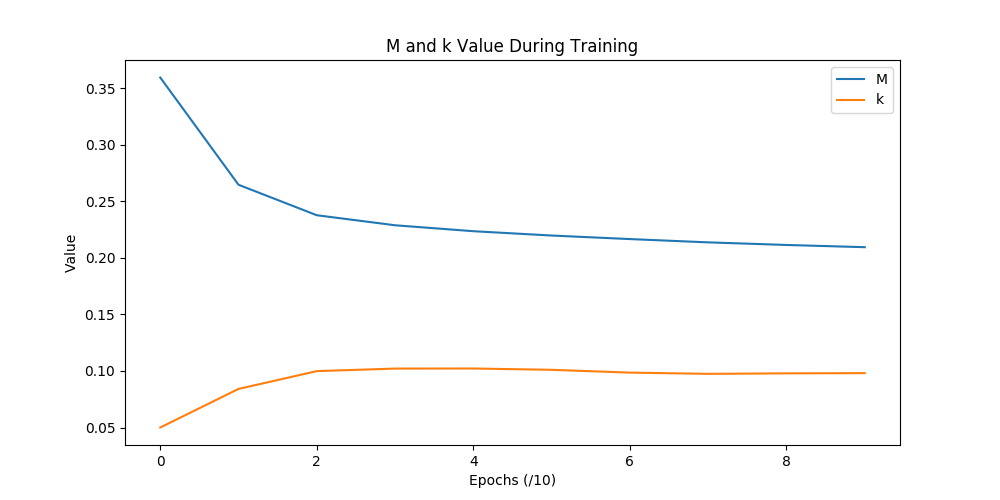 M and k Value During Training
M
k
0.35
0.30
0.25
0.20
0.15
0.10
0.05
Value
0 2 4 6 8
Epochs (/10)